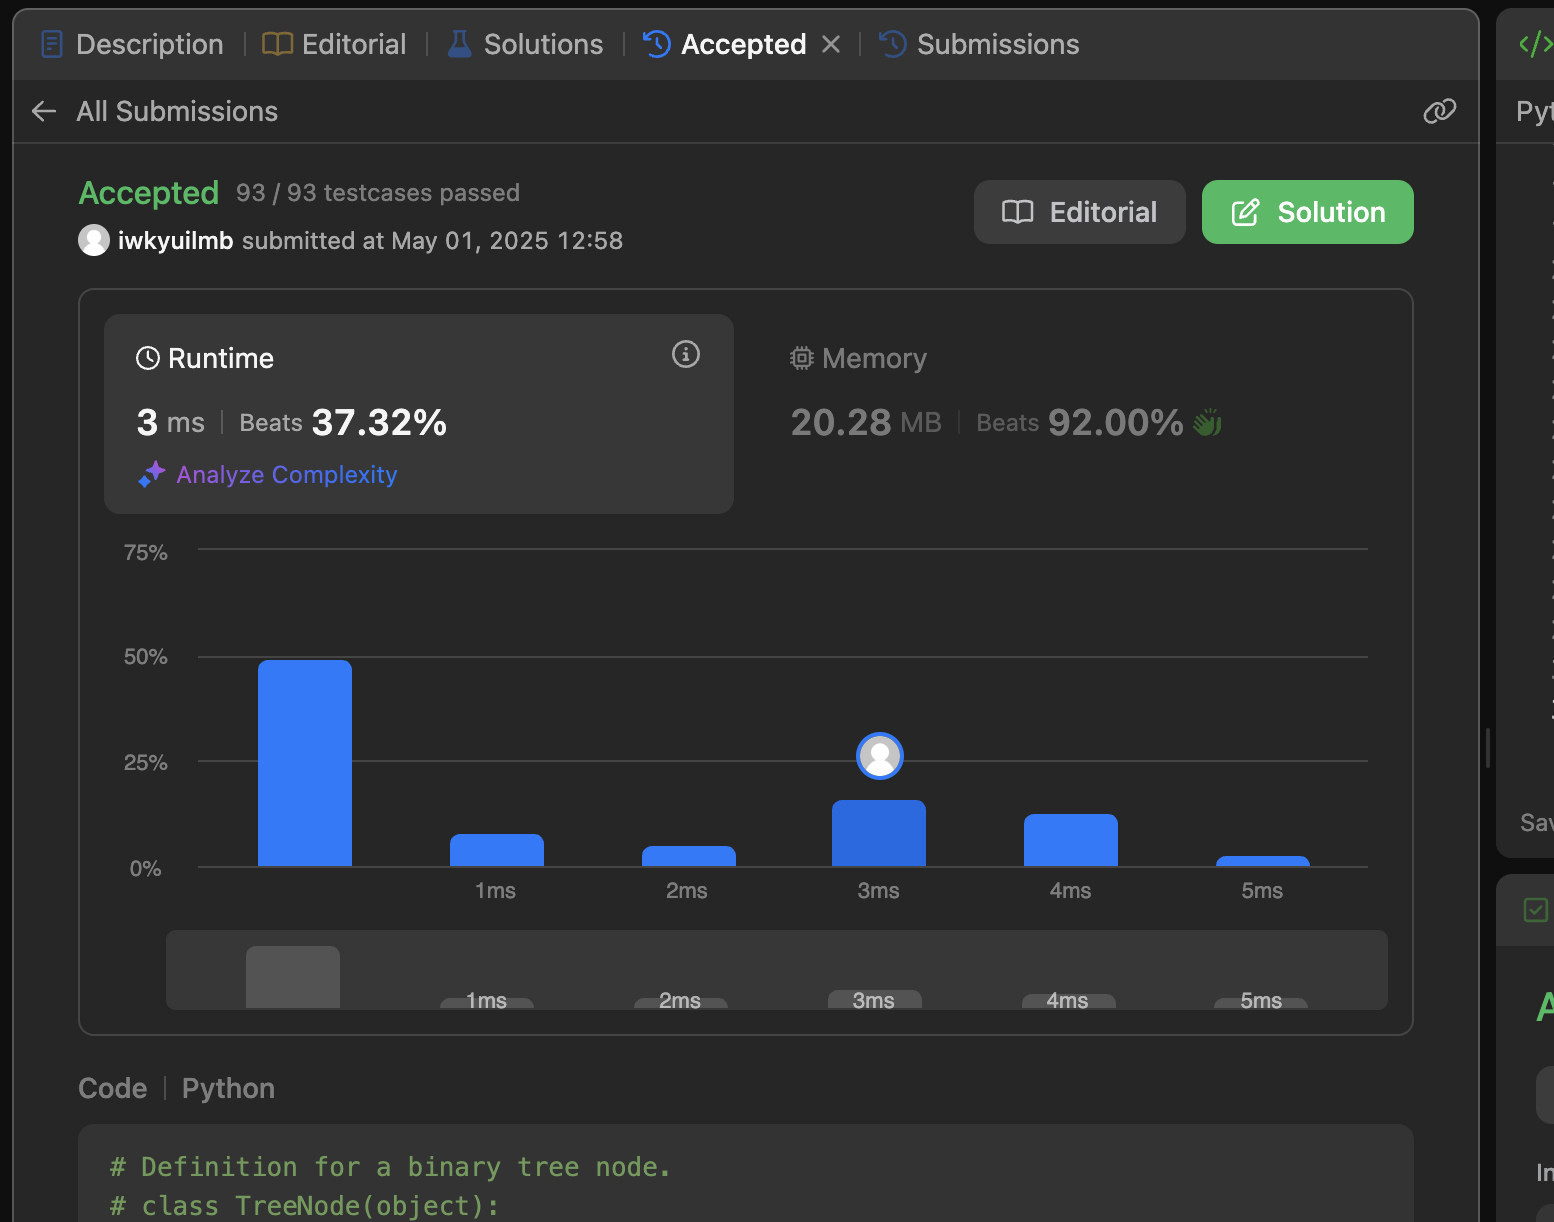 Description
Editorial
Solutions
Accepted
Submissions
All Submissions
Accepted 93 / 93 testcases passed
iwkyuilmb submitted at May 01, 2025 12:58
Editorial
Solution
Runtime
3 ms Beats 37.32%
Analyze Complexity
Memory
20.28 MB Beats 92.00%
75%
50%
25%
0%
1ms 2ms 3ms 4ms 5ms
1ms 2ms 3ms 4ms 5ms
Code Python
# Definition for a binary tree node.
# class TreeNode(object):